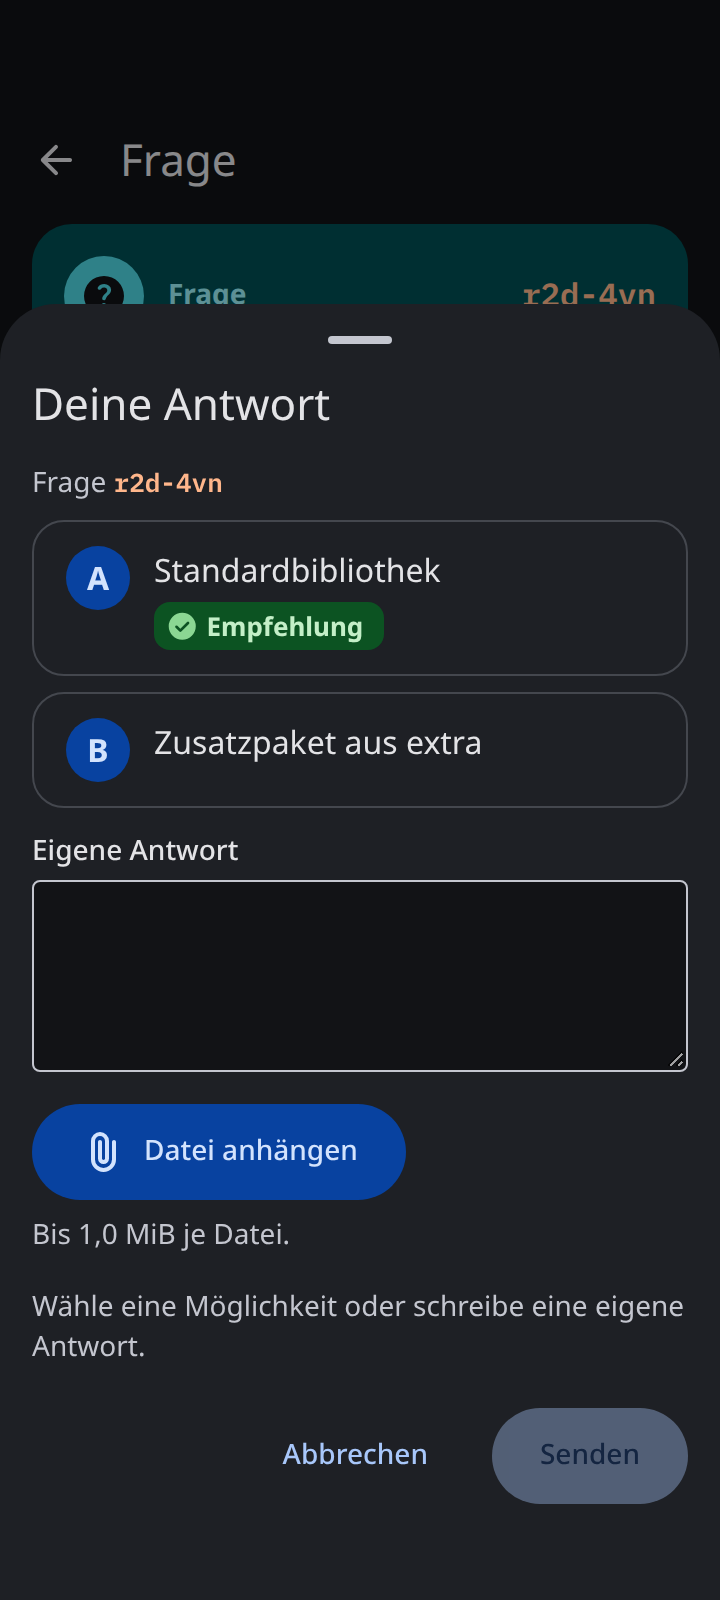 Frage
? Frage r2d-4vn
Deine Antwort
Frage r2d-4vn
A Standardbibliothek
Empfehlung
B Zusatzpaket aus extra
Eigene Antwort
Datei anhängen
Bis 1,0 MiB je Datei.
Wähle eine Möglichkeit oder schreibe eine eigene
Antwort.
Abbrechen Senden